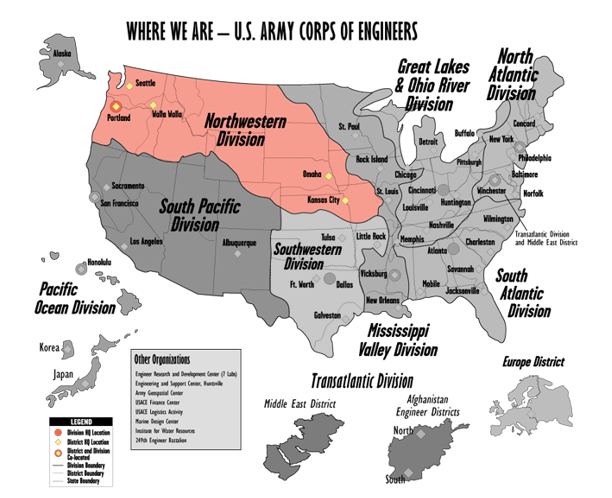 WHERE WE ARE – U.S. ARMY CORPS OF ENGINEERS
Alaska
Seattle
Portland
Walla Walla
Northwestern
Division
Omaha
Kansas City
Great Lakes
& Ohio River
Division
North
Atlantic
Division
St. Paul
Rock Island
Chicago
Detroit
Buffalo
Concord
New York
Pittsburgh
Philadelphia
Baltimore
Winchester
Norfolk
Transatlantic Division
and Middle East District
St. Louis
Cincinnati
Louisville
Huntington
Nashville
Wilmington
Sacramento
San Francisco
Los Angeles
South Pacific
Division
Albuquerque
Southwestern
Division
Tulsa
Little Rock
Ft. Worth
Dallas
Galveston
Memphis
Vicksburg
New Orleans
Mississippi
Valley Division
Atlanta
Charleston
Savannah
Mobile
Jacksonville
South
Atlantic
Division
Honolulu
Pacific
Ocean Division
Korea
Japan
Other Organizations
Engineer Research and Development Center (7 Labs)
Engineering and Support Center, Huntsville
Army Geospatial Center
USACE Finance Center
USACE Logistics Activity
Marine Design Center
Institute for Water Resources
249th Engineer Battalion
Transatlantic Division
Middle East District
Afghanistan
Engineer Districts
North
South
Europe District
LEGEND
Division HQ Location
District HQ Location
District and Division
Co-located
Division Boundary
District Boundary
State Boundary